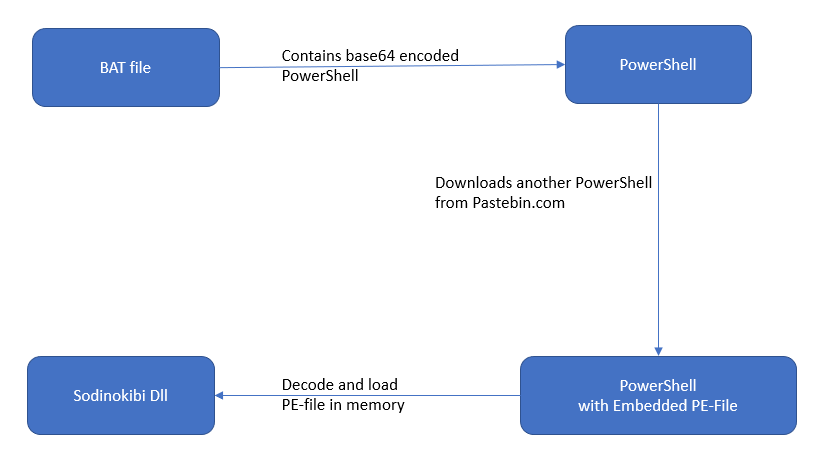 BAT file
Contains base64 encoded
PowerShell
PowerShell
Downloads another PowerShell
from Pastebin.com
PowerShell
with Embedded PE-File
Decode and load
PE-file in memory
Sodinokibi Dll